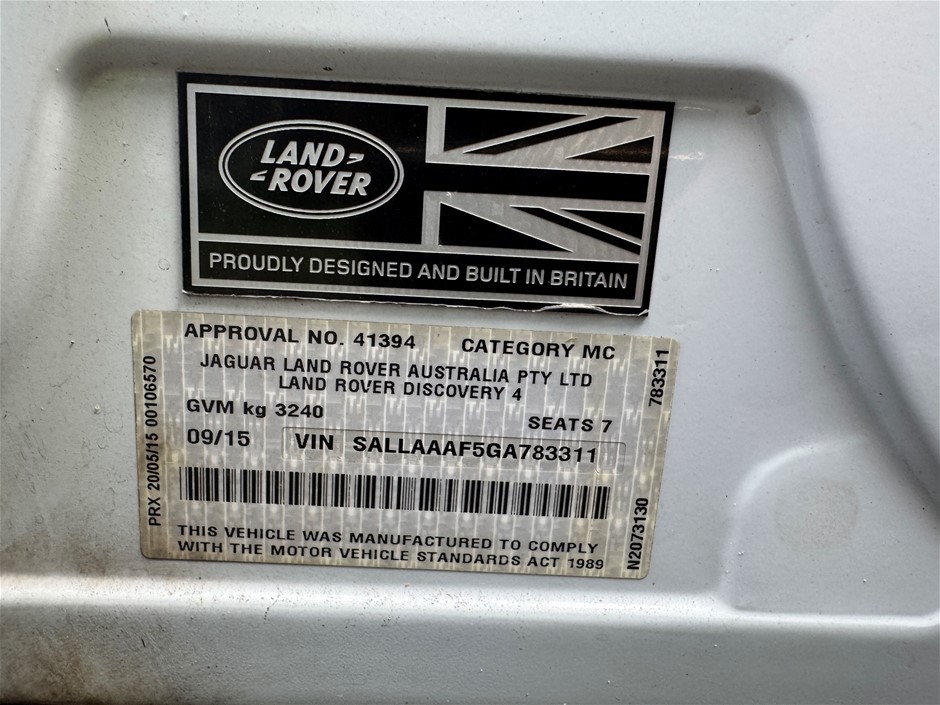 LAND
ROVER
PROUDLY DESIGNED AND BUILT IN BRITAIN
APPROVAL NO. 41394 CATEGORY MC
JAGUAR LAND ROVER AUSTRALIA PTY LTD
LAND ROVER DISCOVERY 4
GVM kg 3240 SEATS 7
09/15 VIN SALLAAAF5GA783311
THIS VEHICLE WAS MANUFACTURED TO COMPLY
WITH THE MOTOR VEHICLE STANDARDS ACT 1989
PRX 20/05/15 00106570
783311
N2073130